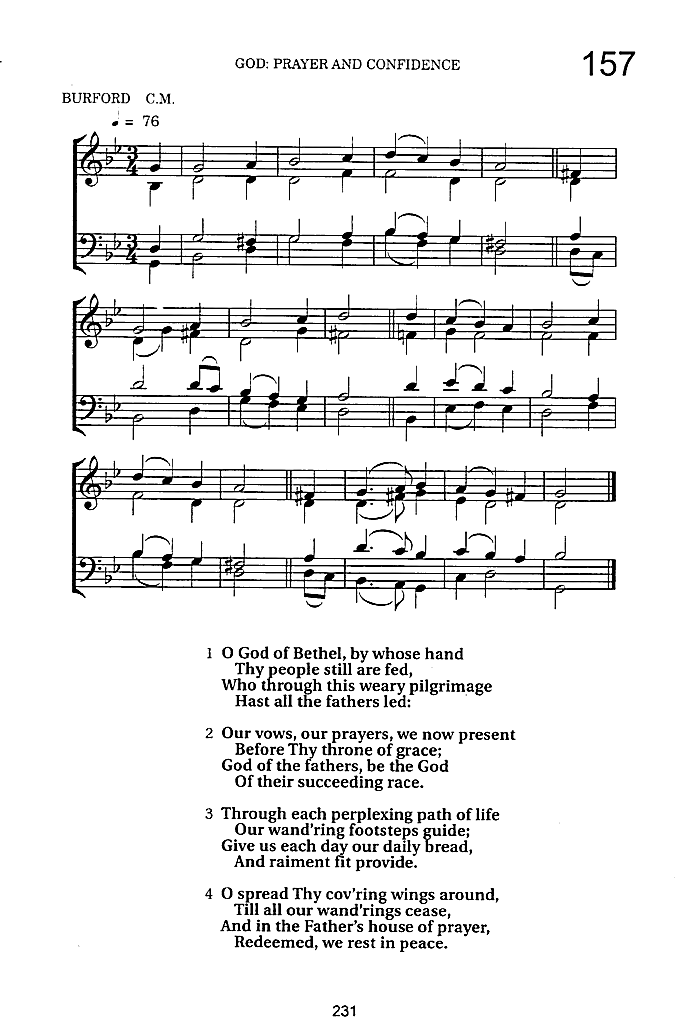 GOD: PRAYER AND CONFIDENCE
157
BURFORD C.M.
♩ = 76
1 O God of Bethel, by whose hand
Thy people still are fed,
Who through this weary pilgrimage
Hast all the fathers led:
2 Our vows, our prayers, we now present
Before Thy throne of grace;
God of the fathers, be the God
Of their succeeding race.
3 Through each perplexing path of life
Our wand'ring footsteps guide;
Give us each day our daily bread,
And raiment fit provide.
4 O spread Thy cov'ring wings around,
Till all our wand'rings cease,
And in the Father's house of prayer,
Redeemed, we rest in peace.
231